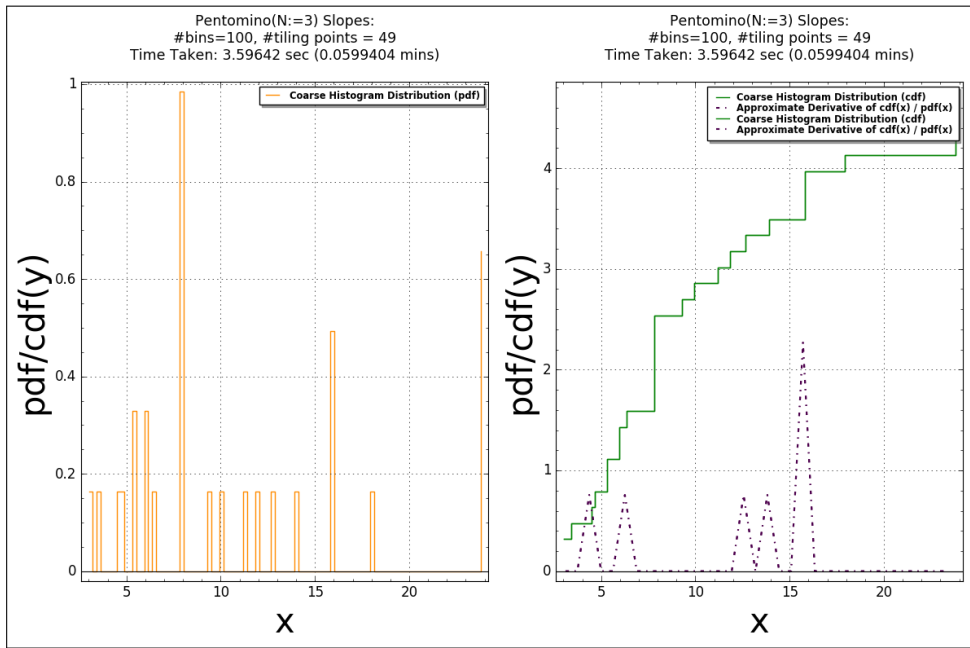 Pentomino(N:=3) Slopes:
#bins=100, #tiling points = 49
Time Taken: 3.59642 sec (0.0599404 mins)
Coarse Histogram Distribution (pdf)
1
0.8
0.6
0.4
0.2
0
5
10
15
20
pdf/cdf(y)
x
Pentomino(N:=3) Slopes:
#bins=100, #tiling points = 49
Time Taken: 3.59642 sec (0.0599404 mins)
Coarse Histogram Distribution (cdf)
Approximate Derivative of cdf(x) / pdf(x)
Coarse Histogram Distribution (cdf)
Approximate Derivative of cdf(x) / pdf(x)
4
3
2
1
0
5
10
15
20
pdf/cdf(y)
x